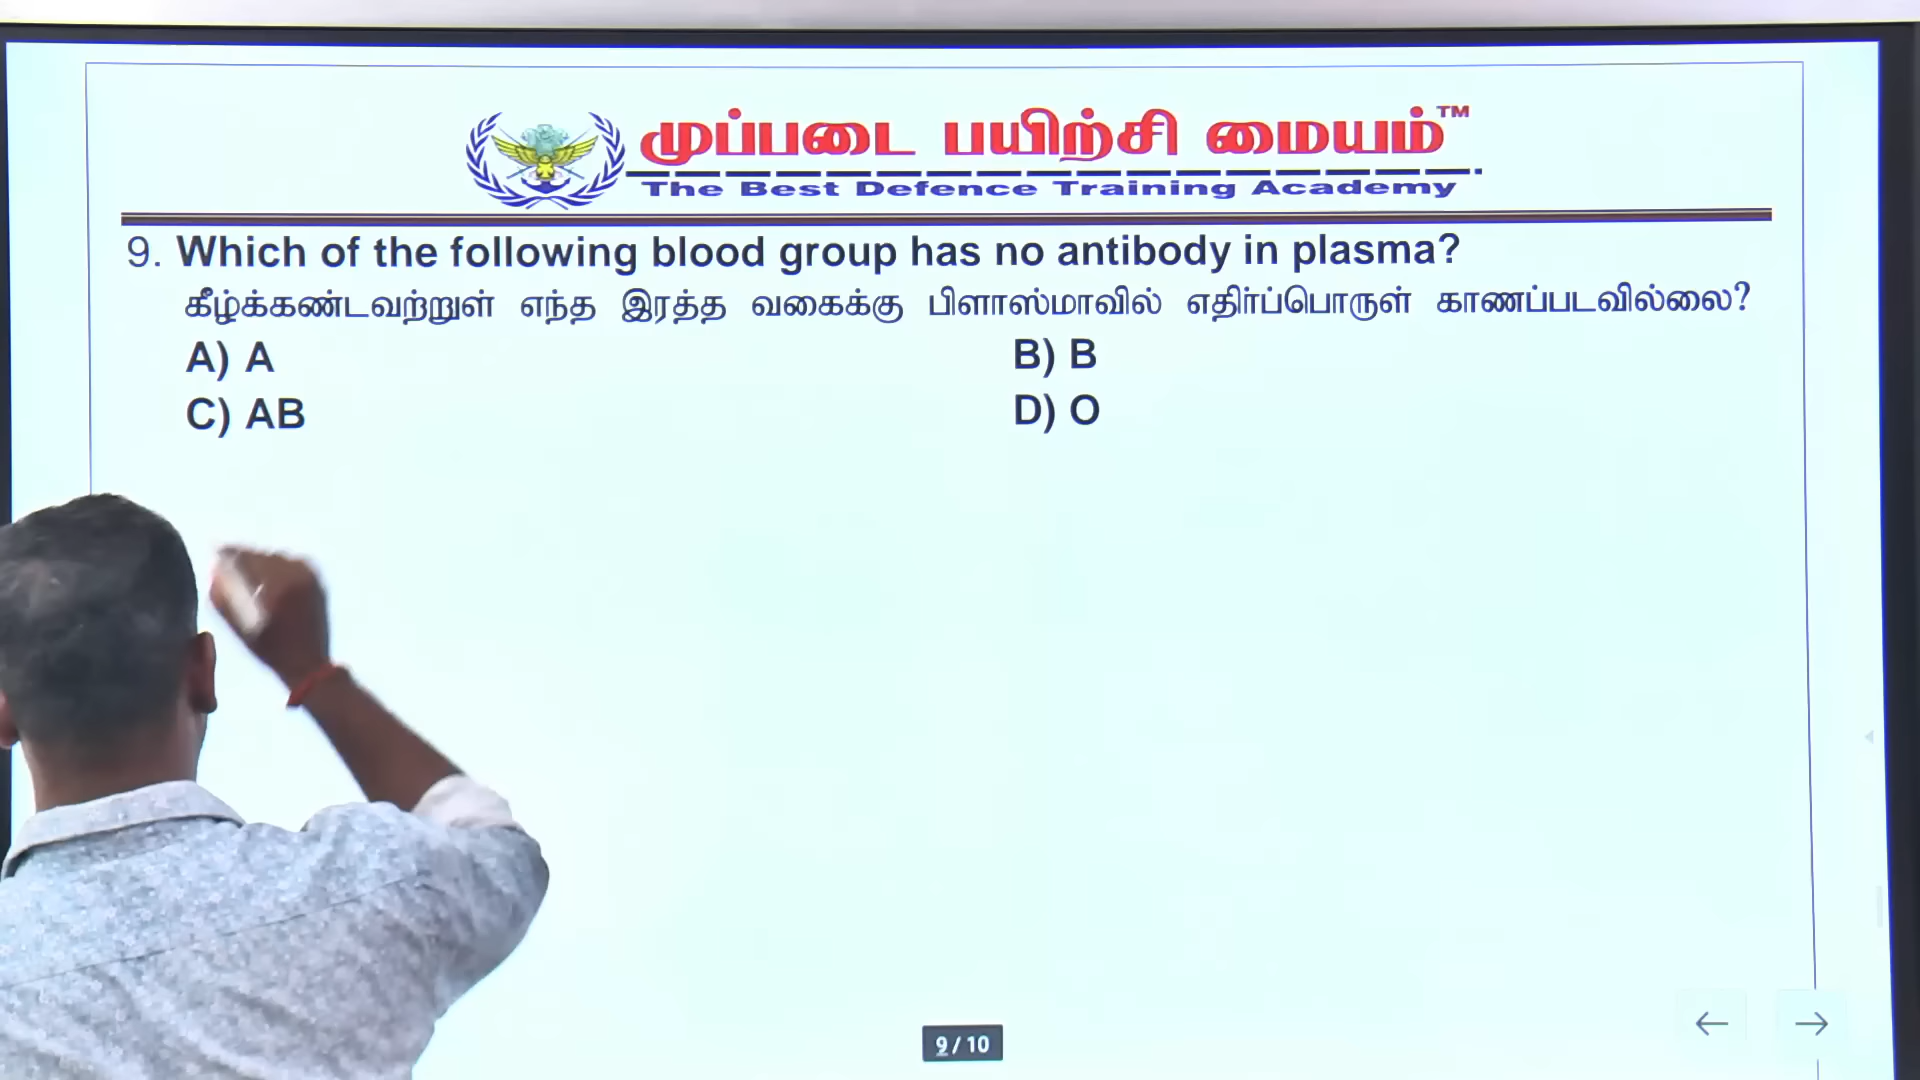 முப்படை பயிற்சி மையம்™
The Best Defence Training Academy
9. Which of the following blood group has no antibody in plasma?
கீழ்க்கண்டவற்றுள் எந்த இரத்த வகைக்கு பிளாஸ்மாவில் எதிர்ப்பொருள் காணப்படவில்லை?
A) A B) B
C) AB D) O
9 / 10